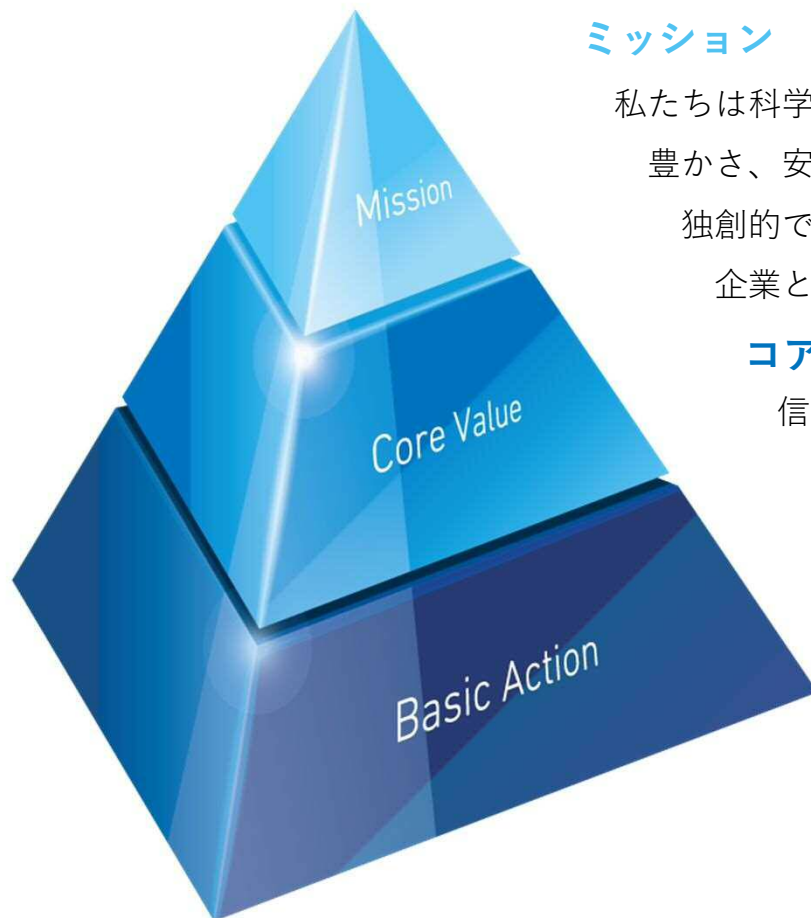 ミッション
私たちは科学
豊かさ、安
独創的で
企業と
コア
信
Mission
Core Value
Basic Action